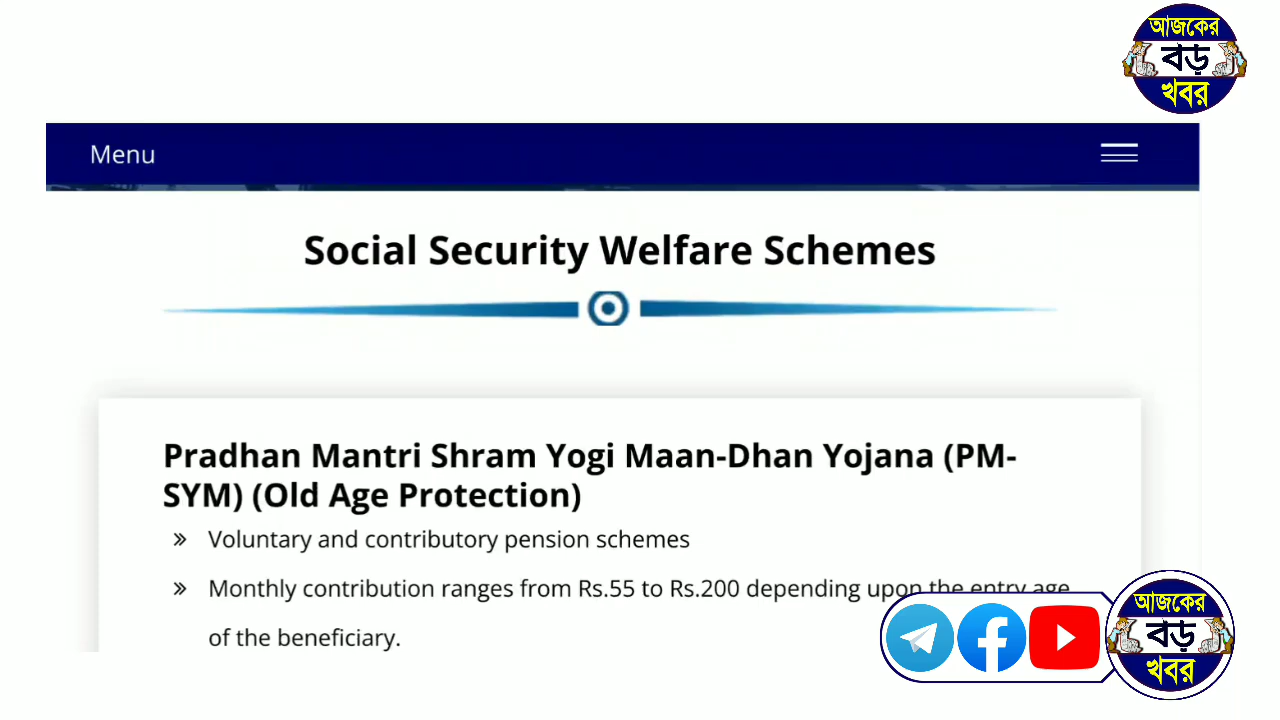 আজকের
বড়
খবর
Menu
Social Security Welfare Schemes
Pradhan Mantri Shram Yogi Maan-Dhan Yojana (PM-
SYM) (Old Age Protection)
» Voluntary and contributory pension schemes
» Monthly contribution ranges from Rs.55 to Rs.200 depending upon the entry age
of the beneficiary.
আজকের
বড়
খবর